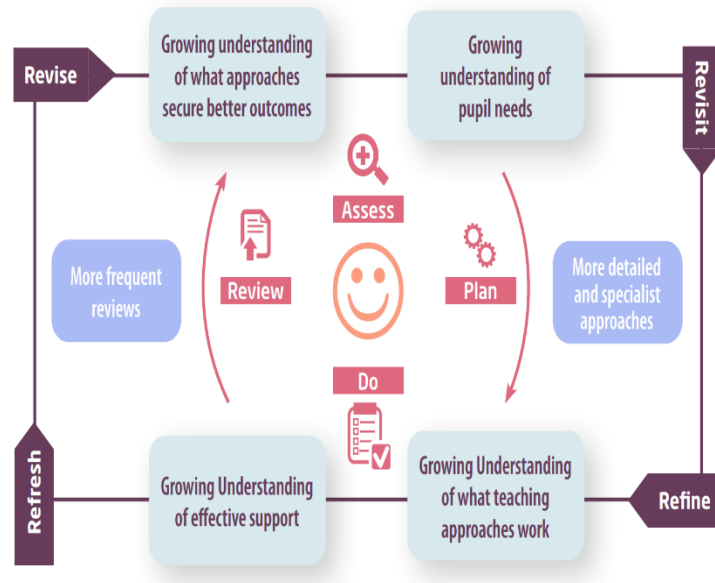 Revise
Growing understanding
of what approaches
secure better outcomes
Growing
understanding of
pupil needs
Revisit
Assess
Review
Plan
More frequent
reviews
More detailed
and specialist
approaches
Do
Refresh
Growing Understanding
of effective support
Growing Understanding
of what teaching
approaches work
Refine